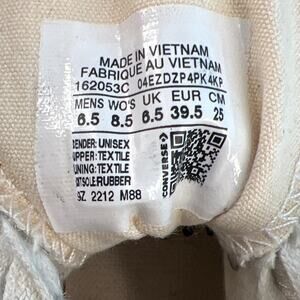 MADE IN VIETNAM
FABRIQUE AU VIETNAM
162053C 04EZDZP4PK4KP
MENS WO'S UK EUR CM
6.5 8.5 6.5 39.5 25
GENDER: UNISEX
UPPER: TEXTILE
LINING: TEXTILE
OUTSOLE: RUBBER
SZ 2212 M88
CONVERSE